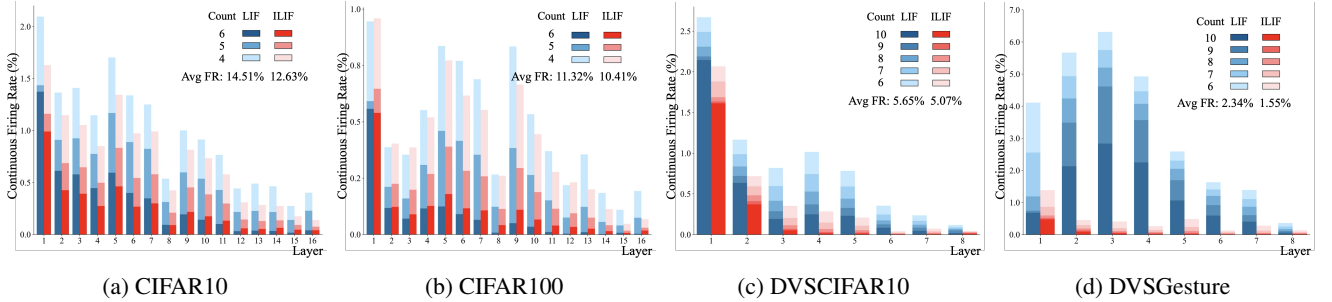 Continuous Firing Rate (%)
2.0
1.5
1.0
0.5
0.0
Count LIF ILIF
6
5
4
Avg FR: 14.51% 12.63%
1 2 3 4 5 6 7 8 9 10 11 12 13 14 15 16
Layer
(a) CIFAR10
Continuous Firing Rate (%)
1.0
0.8
0.5
0.2
0.0
Count LIF ILIF
6
5
4
Avg FR: 11.32% 10.41%
1 2 3 4 5 6 7 8 9 10 11 12 13 14 15 16
Layer
(b) CIFAR100
Continuous Firing Rate (%)
2.5
2.0
1.5
1.0
0.5
0.0
Count LIF ILIF
10
9
8
7
6
Avg FR: 5.65% 5.07%
1 2 3 4 5 6 7 8
Layer
(c) DVSCIFAR10
Continuous Firing Rate (%)
7.0
6.0
5.0
4.0
3.0
2.0
1.0
0.0
Count LIF ILIF
10
9
8
7
6
Avg FR: 2.34% 1.55%
1 2 3 4 5 6 7 8
Layer
(d) DVSGesture